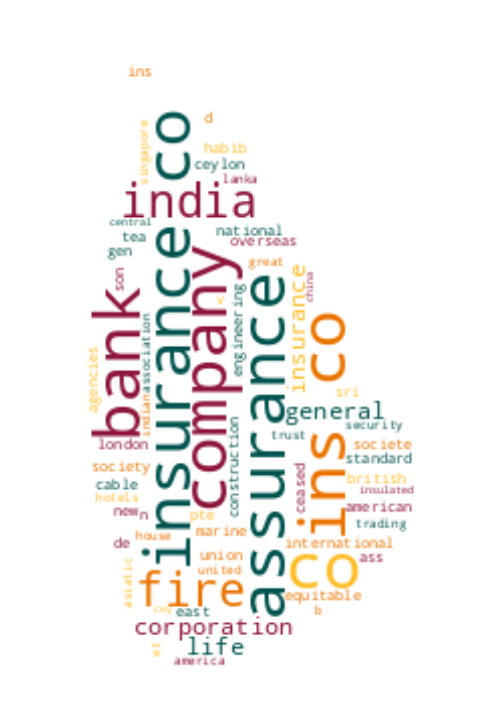 ins
d
co
singapore
habib
ceylon
lanka
india
central
national
tea
overseas
gen
great
son
insurance
company
bank
v
engineering
assurance
insurance
china
co
ins
association
indian
agencies
sri
general
security
trust
london
societe
standard
society
construction
ceased
british
cable
hotels
insulated
new
n
pte
american
trading
marine
house
de
international
union
ass
united
co
asiatic
fire
equitable
cey
east
b
corporation
life
et
america